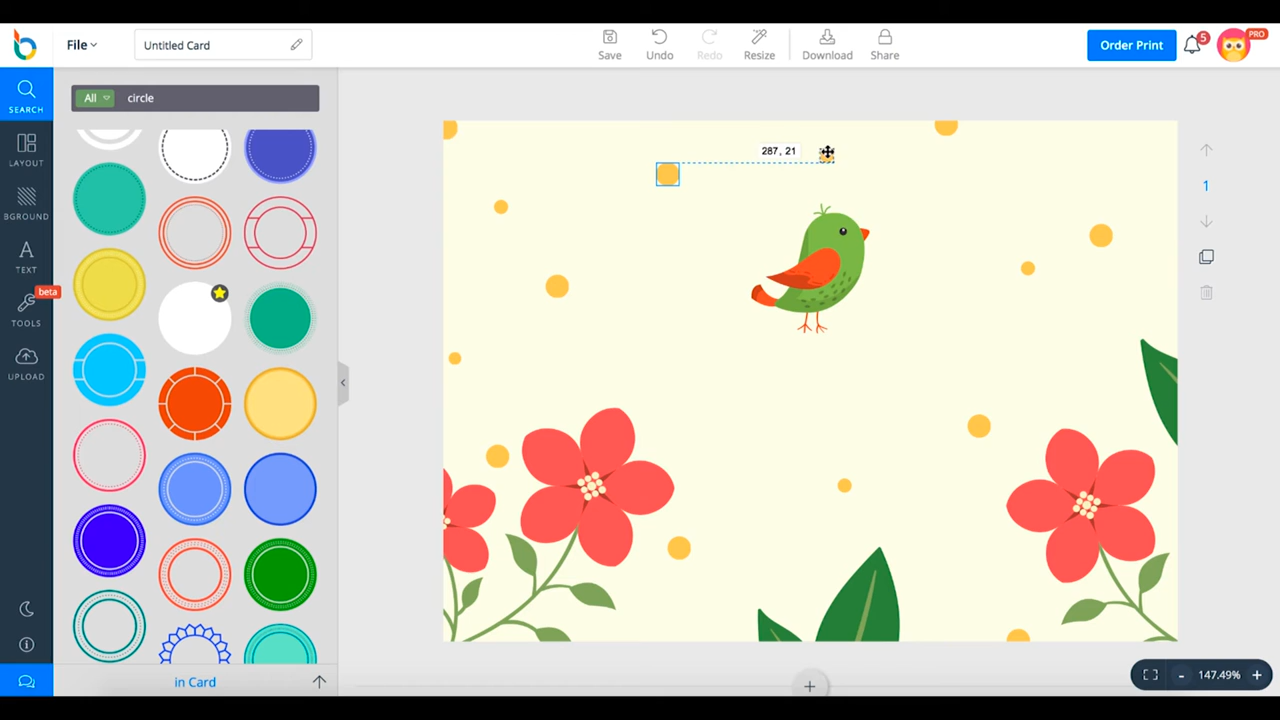 File
Untitled Card
Save
Undo
Redo
Resize
Download
Share
Order Print
5
PRO
SEARCH
All
circle
LAYOUT
BGROUND
TEXT
beta
TOOLS
UPLOAD
287, 21
1
in Card
- 147.49% +